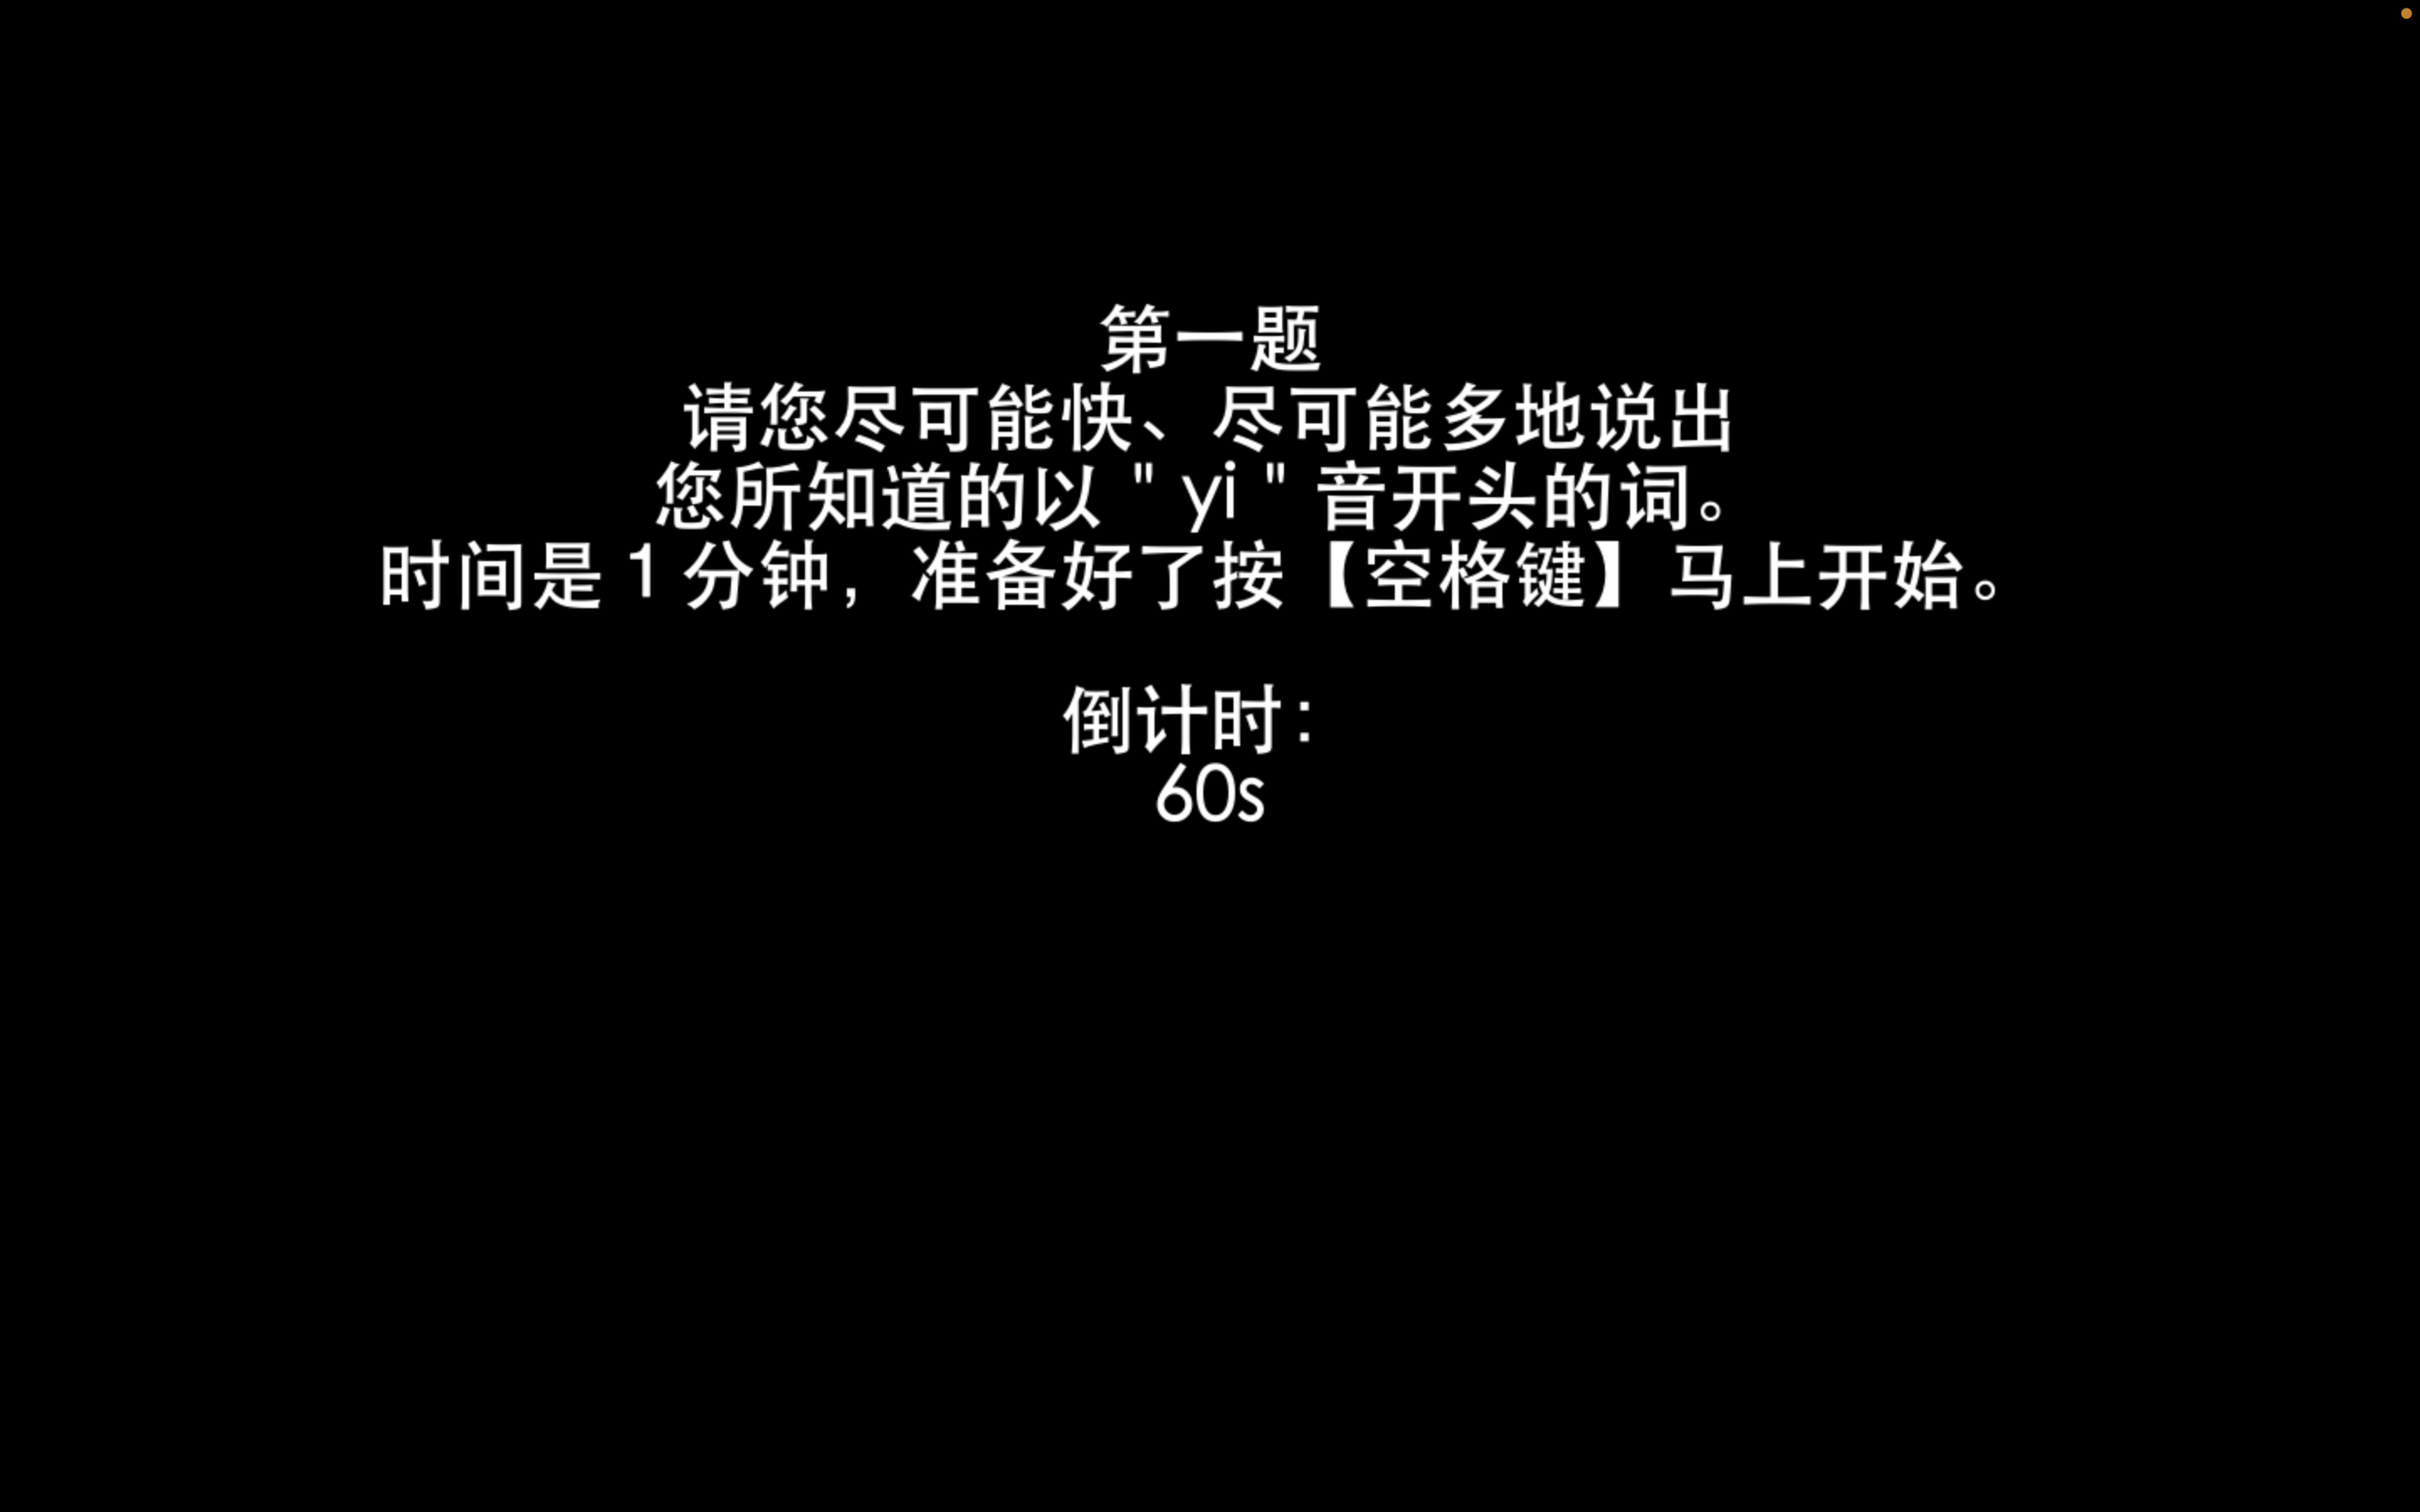 第一题
请您尽可能快、尽可能多地说出
您所知道的以 " yi " 音开头的词。
时间是 1 分钟，准备好了按【空格键】马上开始。
倒计时：
60s